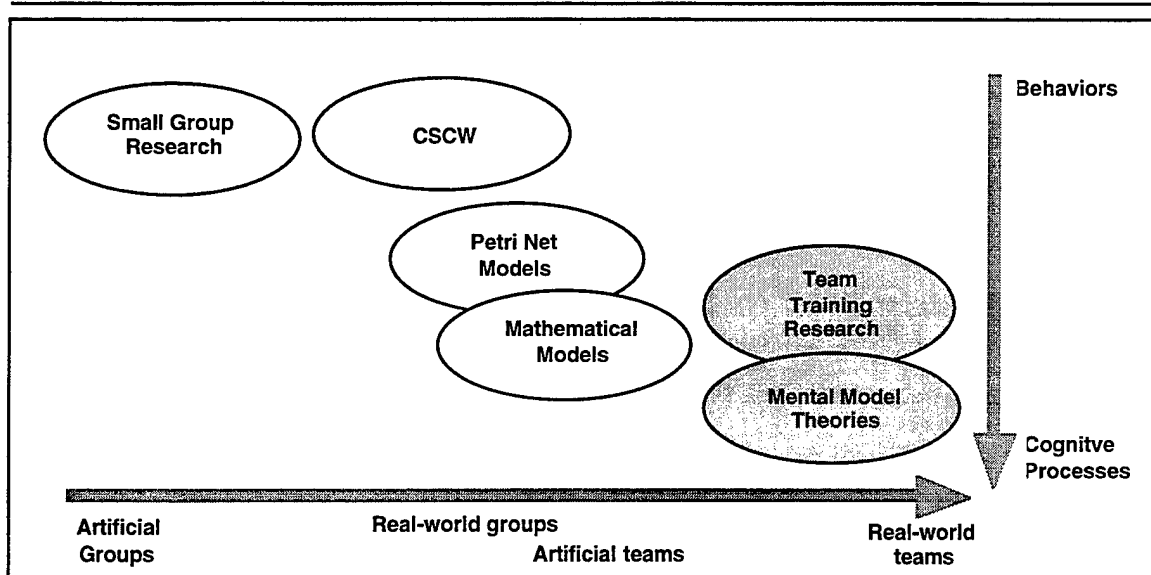 Small Group
Research
CSCW
Behaviors
Petri Net
Models
Mathematical
Models
Team
Training
Research
Mental Model
Theories
Cognitve
Processes
Artificial
Groups
Real-world groups
Artificial teams
Real-world
teams